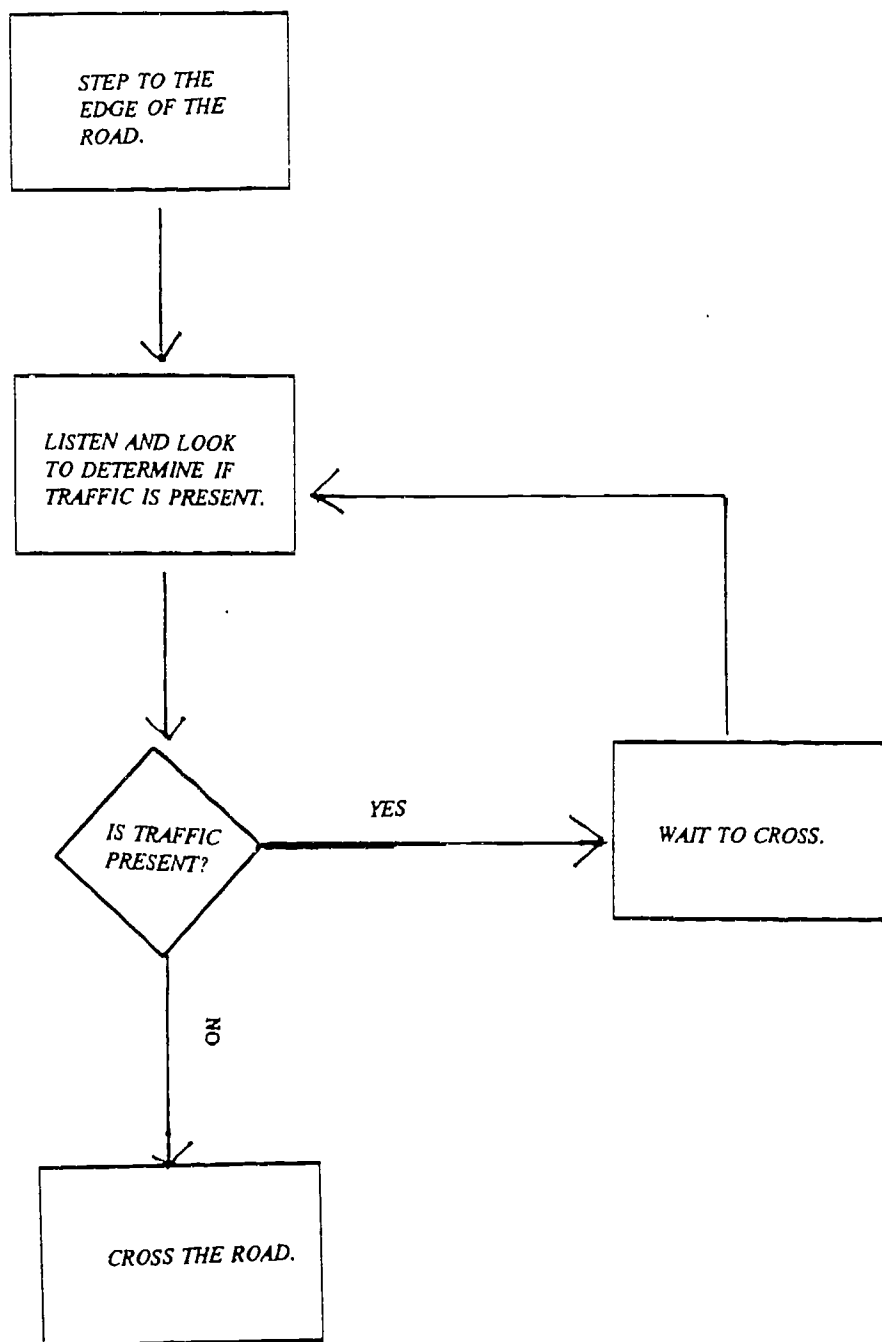 STEP TO THE
EDGE OF THE
ROAD.
LISTEN AND LOOK
TO DETERMINE IF
TRAFFIC IS PRESENT.
IS TRAFFIC
PRESENT?
YES
WAIT TO CROSS.
NO
CROSS THE ROAD.